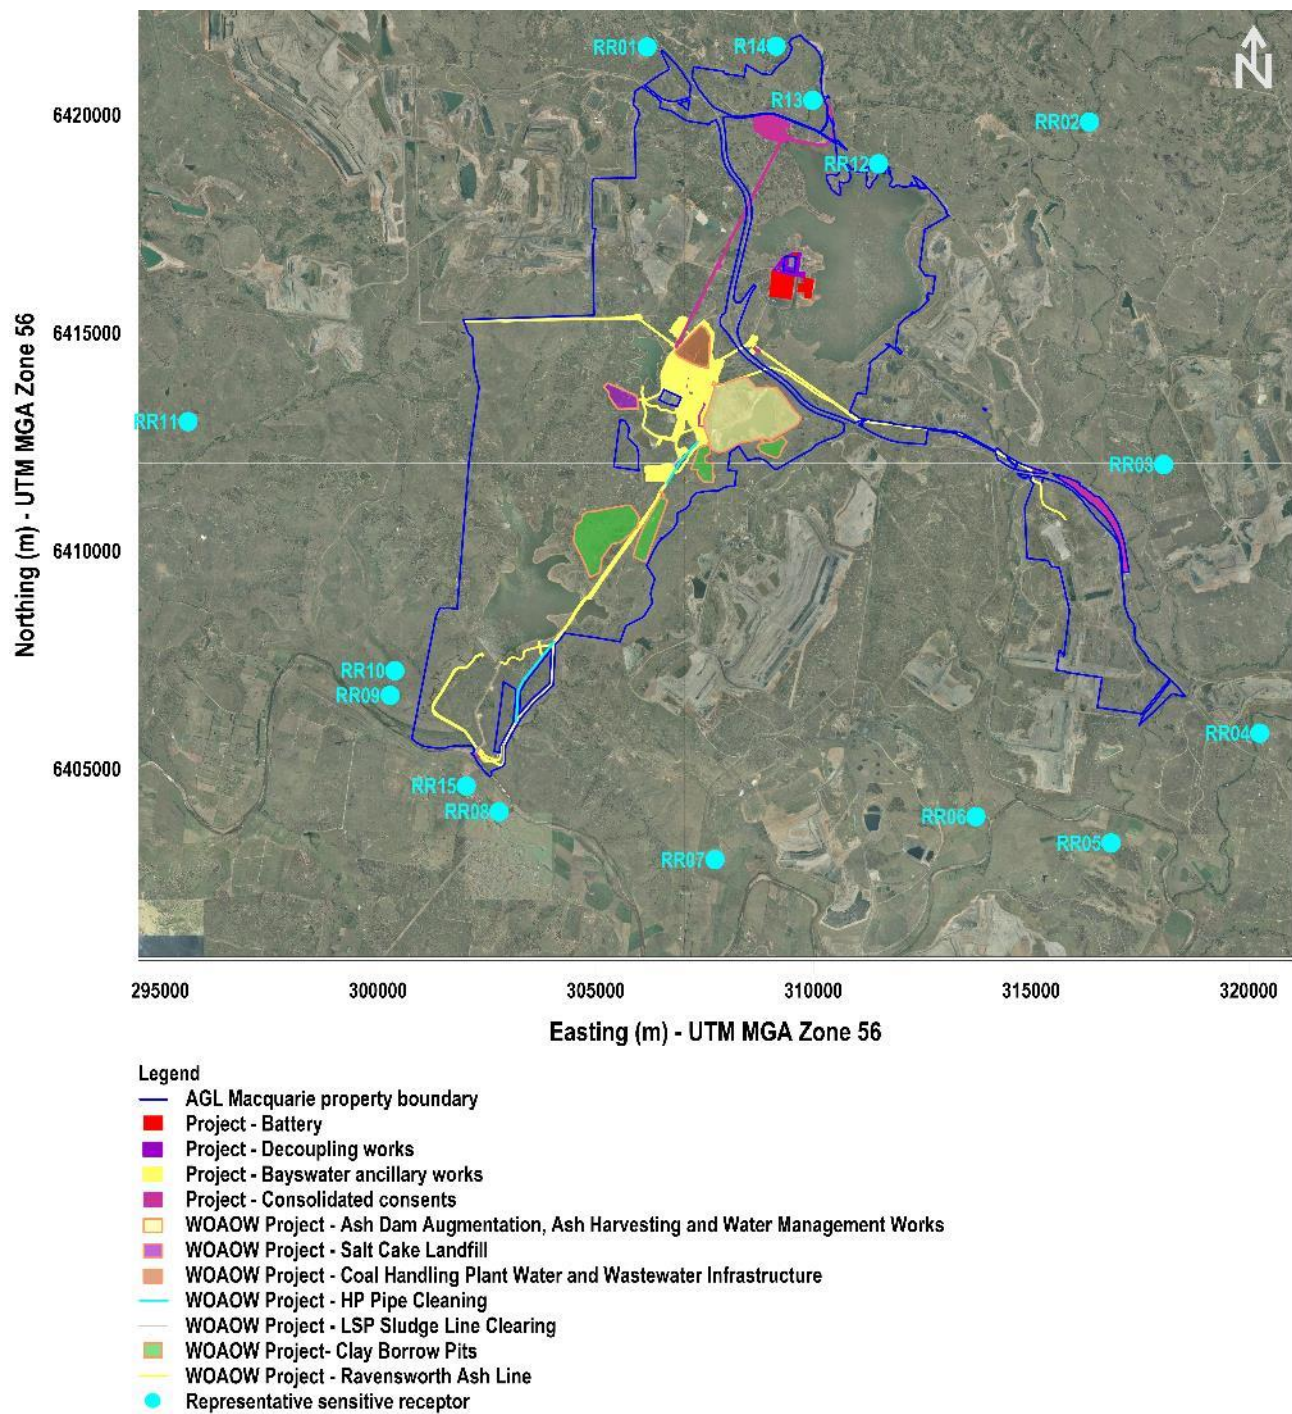 N
RR01
R14
R13
6420000
RR02
RR12
6415000
RR11
RR03
Northing (m) - UTM MGA Zone 56
6410000
RR10
RR09
RR04
6405000
RR15
RR08
RR06
RR05
RR07
295000 300000 305000 310000 315000 320000
Easting (m) - UTM MGA Zone 56
Legend
AGL Macquarie property boundary
Project - Battery
Project - Decoupling works
Project - Bayswater ancillary works
Project - Consolidated consents
WOAOW Project - Ash Dam Augmentation, Ash Harvesting and Water Management Works
WOAOW Project - Salt Cake Landfill
WOAOW Project - Coal Handling Plant Water and Wastewater Infrastructure
WOAOW Project - HP Pipe Cleaning
WOAOW Project - LSP Sludge Line Clearing
WOAOW Project- Clay Borrow Pits
WOAOW Project - Ravensworth Ash Line
Representative sensitive receptor